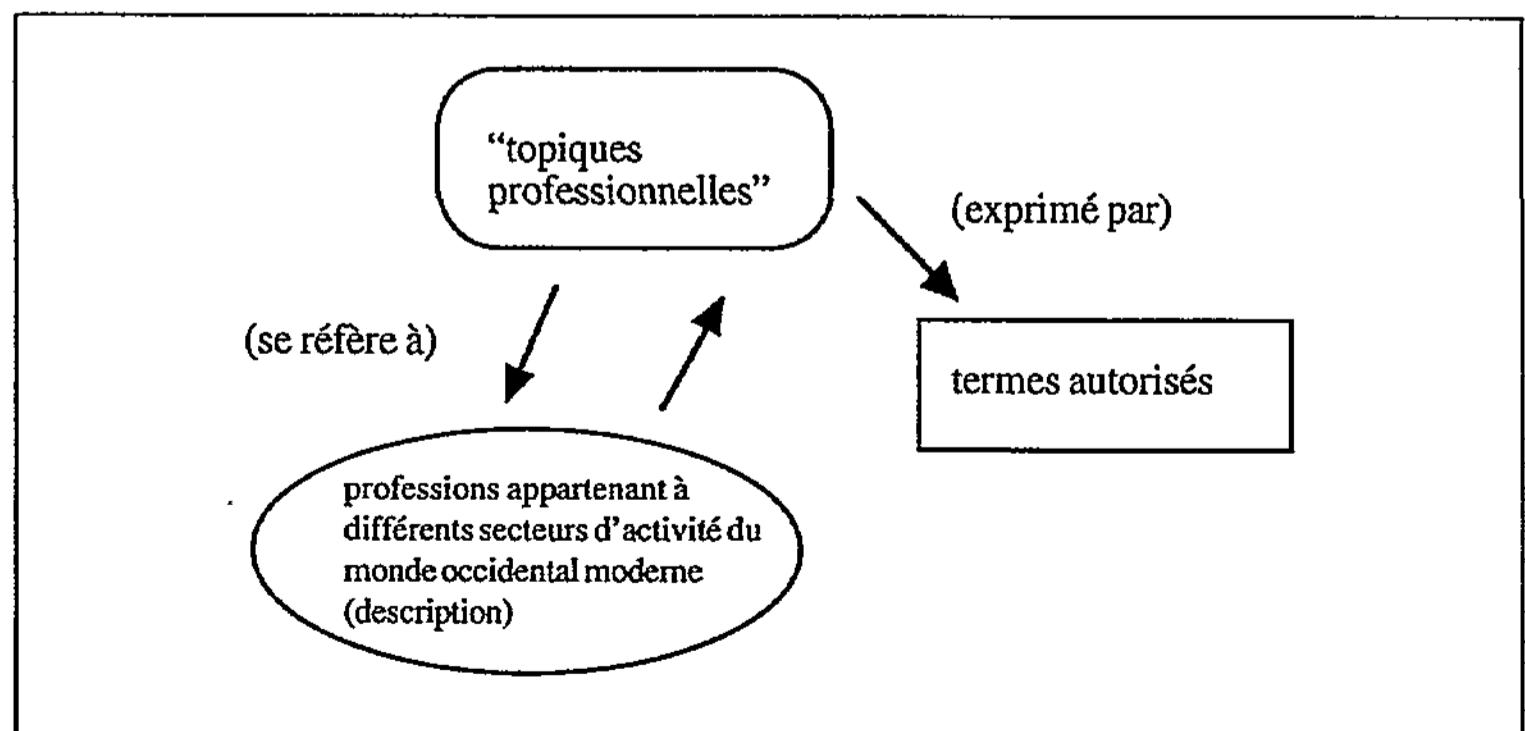 “topiques
professionnelles”
(exprimé par)
(se réfère à)
termes autorisés
professions appartenant à
différents secteurs d’activité du
monde occidental moderne
(description)